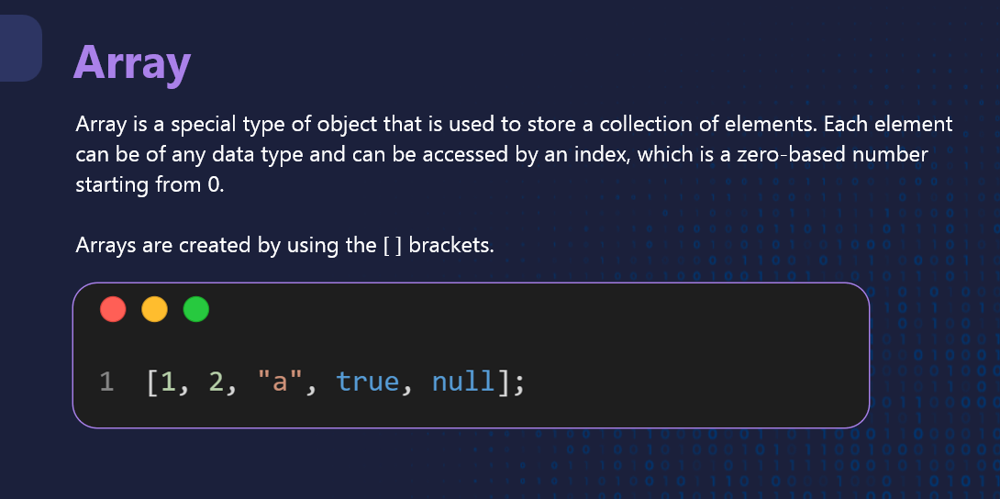 Array
Array is a special type of object that is used to store a collection of elements. Each element
can be of any data type and can be accessed by an index, which is a zero-based number
starting from 0.
Arrays are created by using the [ ] brackets.
1 [1, 2, "a", true, null];